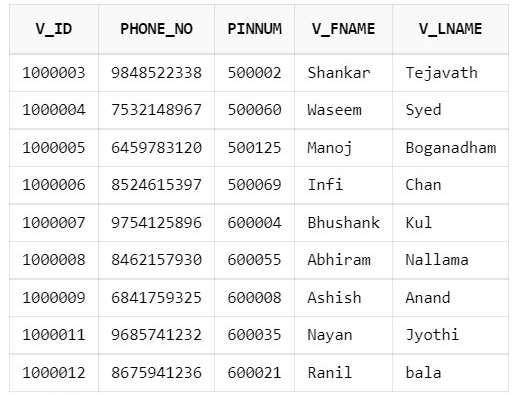 V_ID PHONE_NO PINNUM V_FNAME V_LNAME
1000003 9848522338 500002 Shankar Tejavath
1000004 7532148967 500060 Waseem Syed
1000005 6459783120 500125 Manoj Boganadham
1000006 8524615397 500069 Infi Chan
1000007 9754125896 600004 Bhushank Kul
1000008 8462157930 600055 Abhiram Nallama
1000009 6841759325 600008 Ashish Anand
1000011 9685741232 600035 Nayan Jyothi
1000012 8675941236 600021 Ranil bala